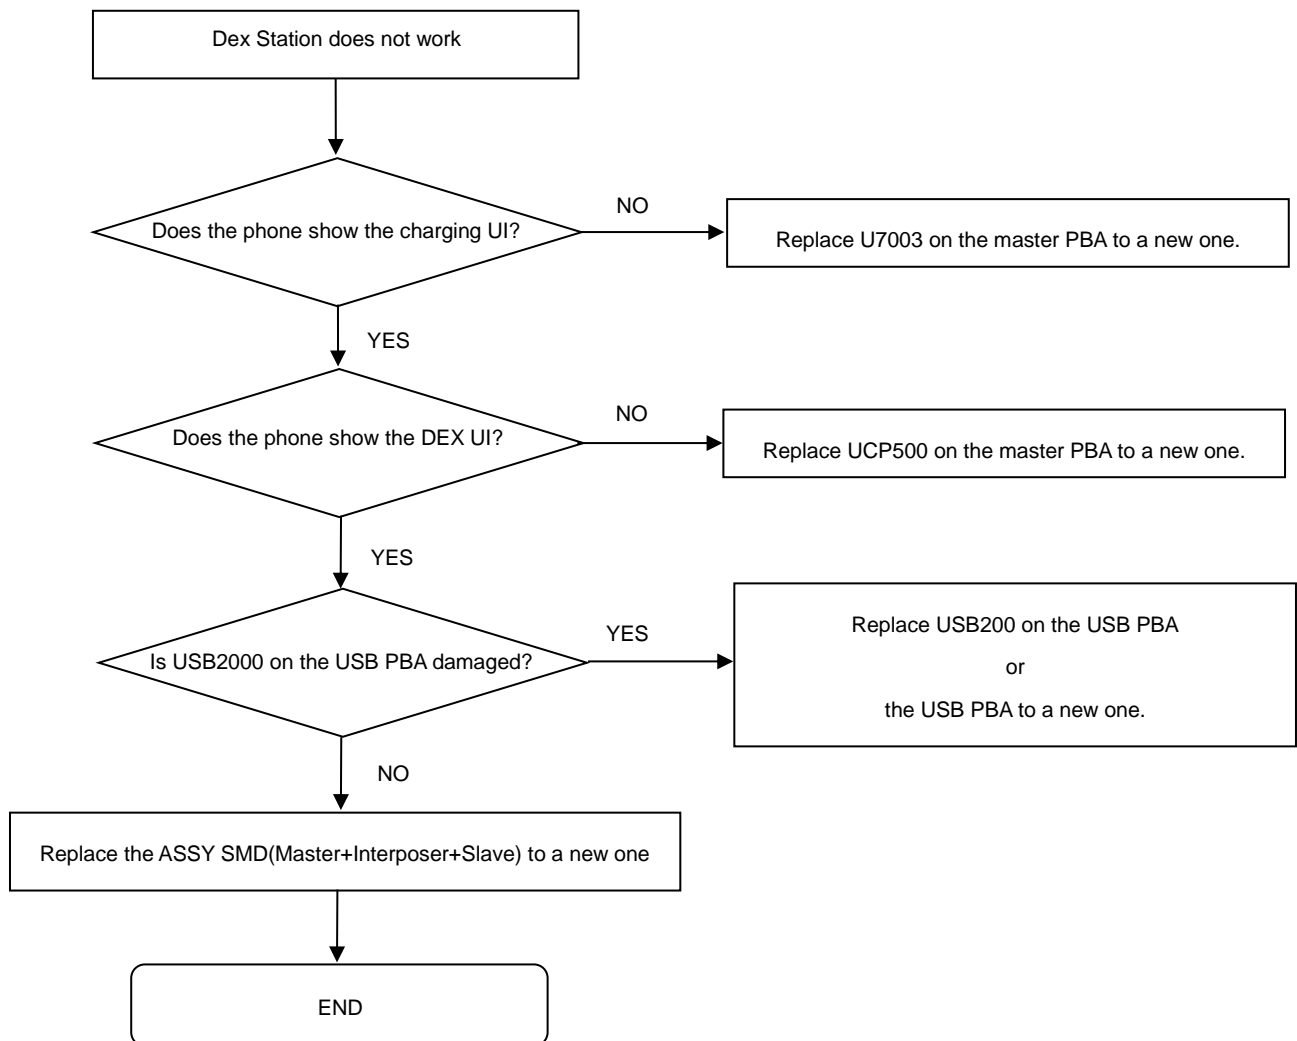 Dex Station does not work
Does the phone show the charging UI?
NO
Replace U7003 on the master PBA to a new one.
YES
Does the phone show the DEX UI?
NO
Replace UCP500 on the master PBA to a new one.
YES
Is USB2000 on the USB PBA damaged?
YES
Replace USB200 on the USB PBA
or
the USB PBA to a new one.
NO
Replace the ASSY SMD(Master+Interposer+Slave) to a new one
END